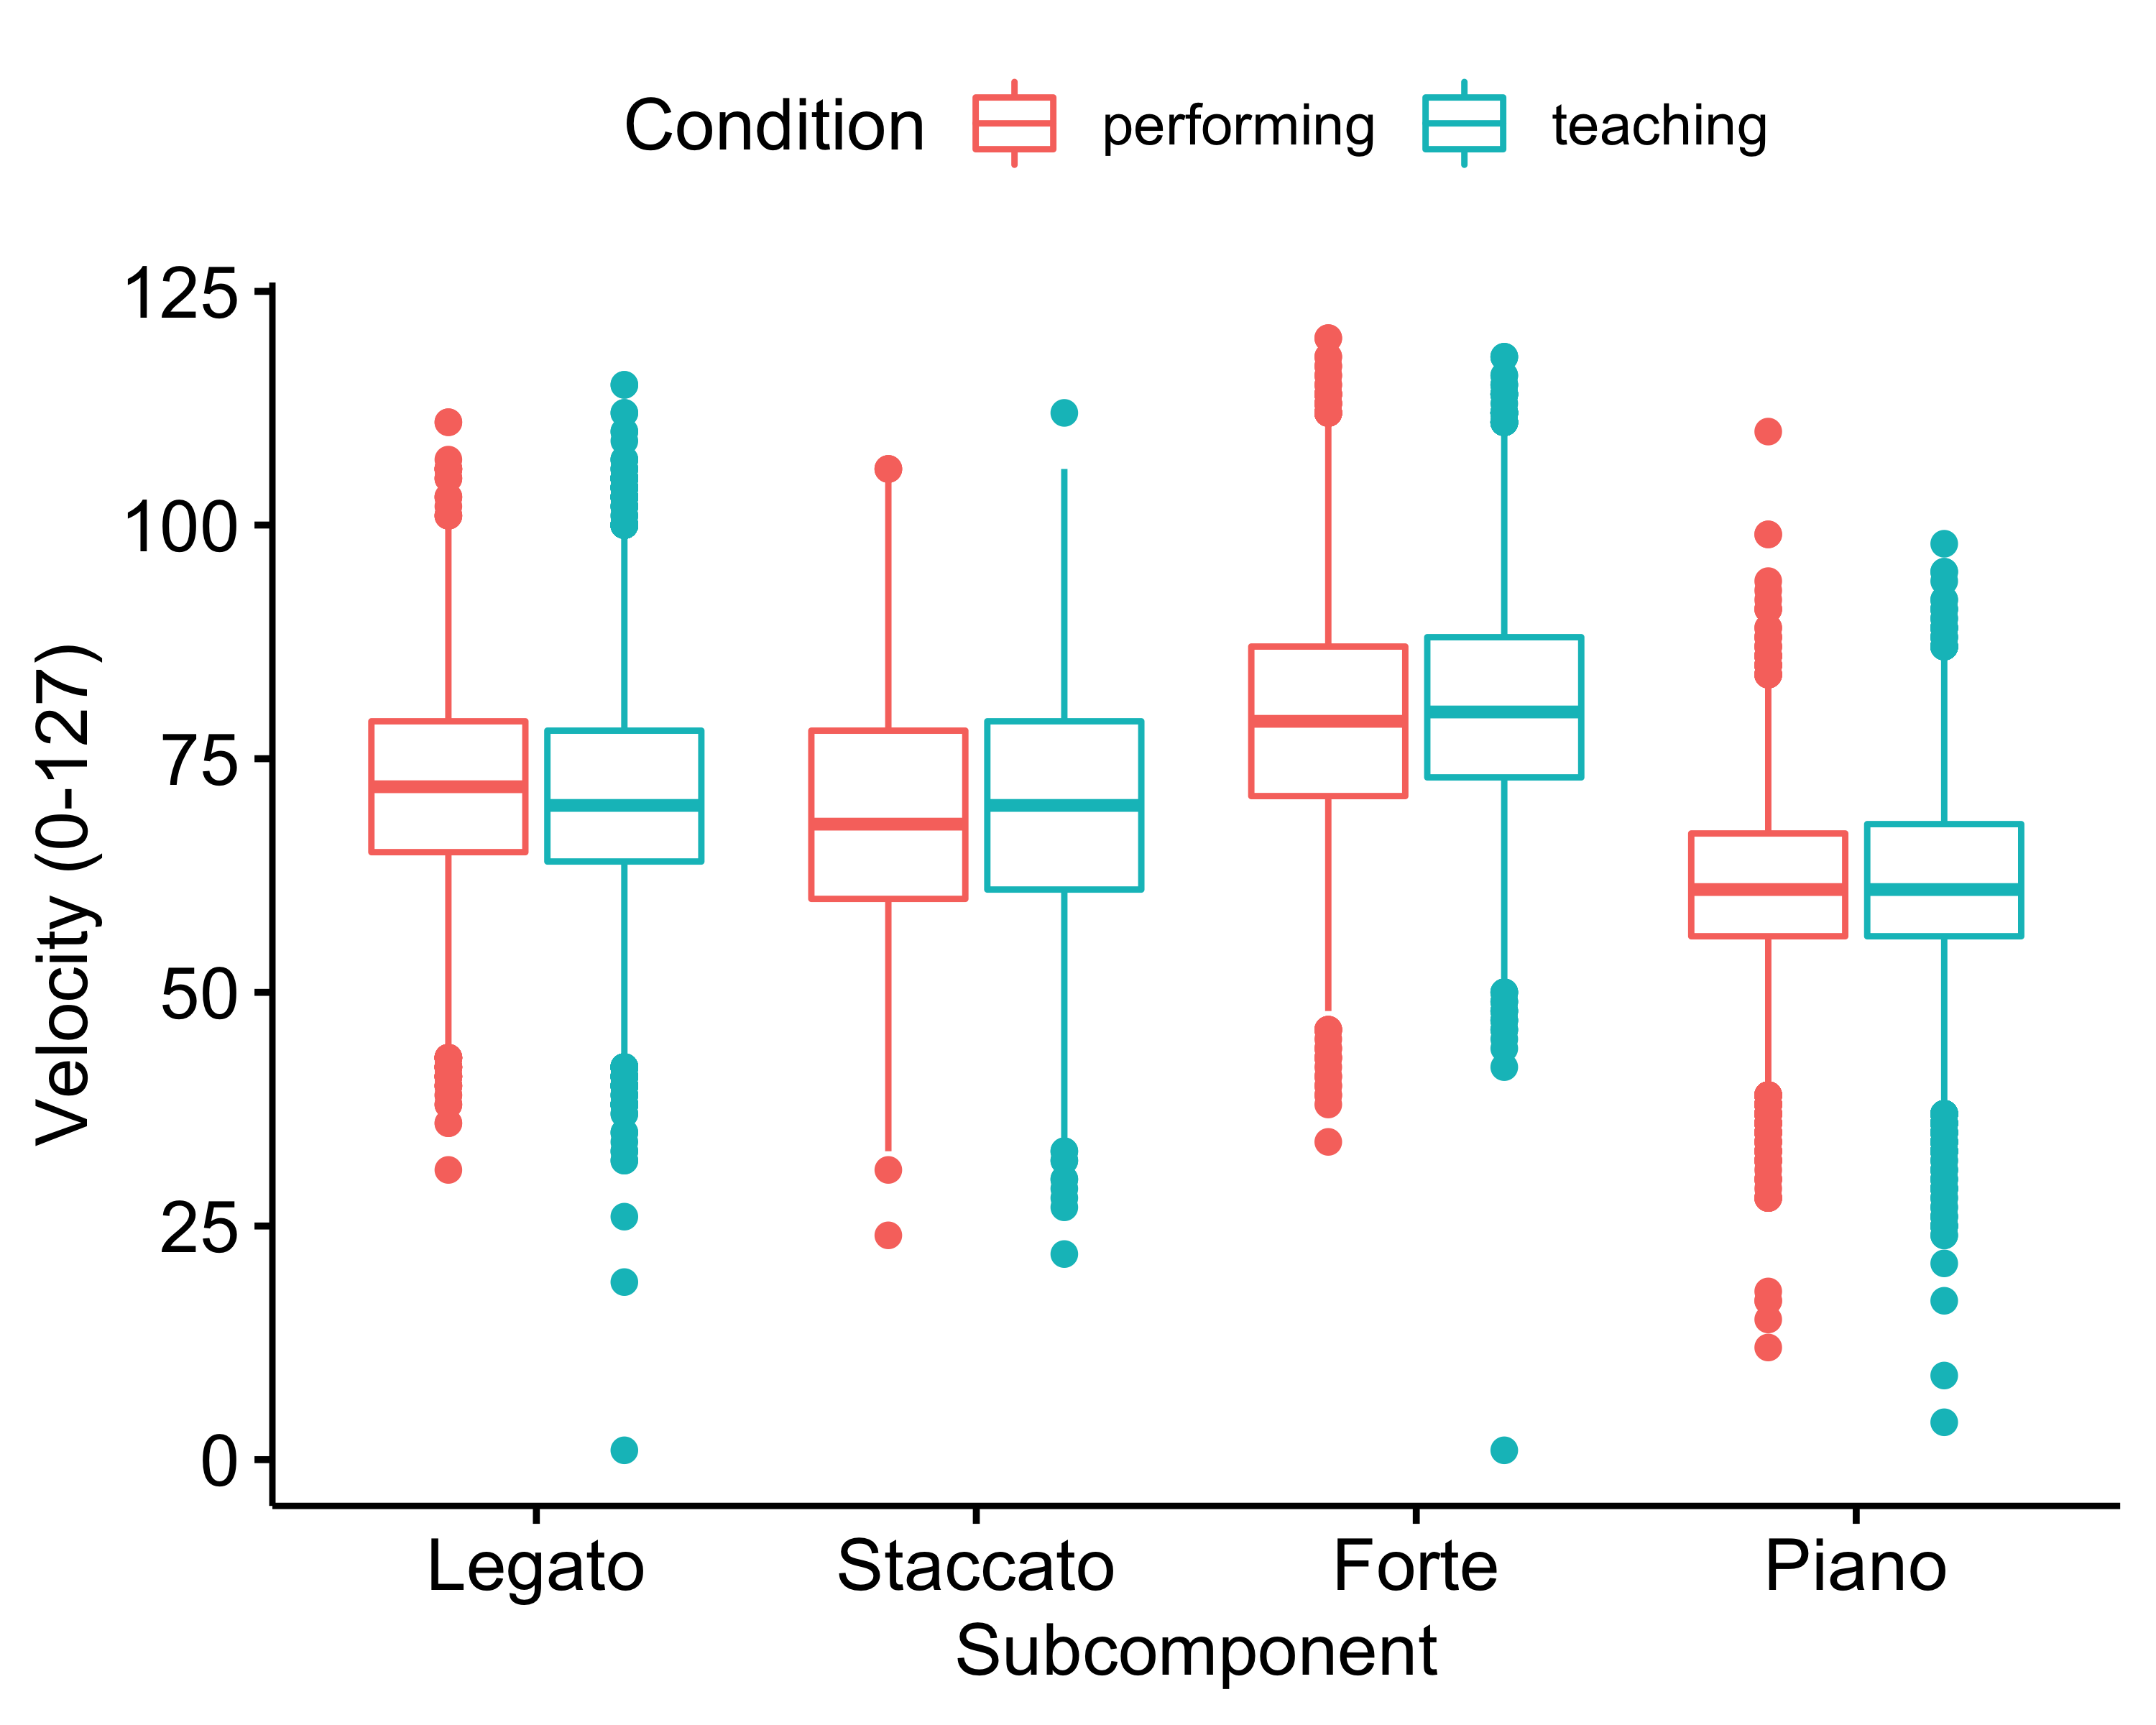 Condition performing teaching
125
100
75
50
25
0
Velocity (0-127)
Legato Staccato Forte Piano
Subcomponent